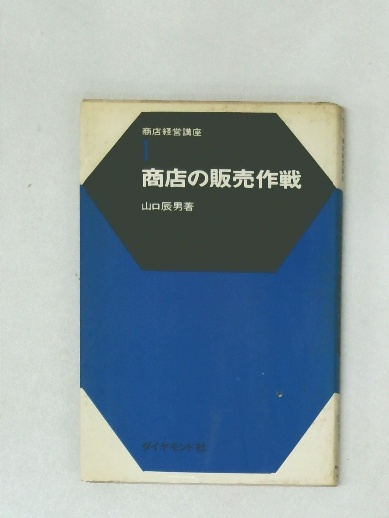 商店経営講座
1
商店の販売作戦
山口辰男著
ダイヤモンド社